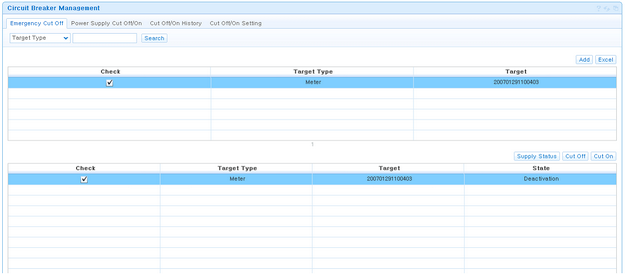 Circuit Breaker Management
Emergency Cut Off Power Supply Cut Off/On Cut Off/On History Cut Off/On Setting
Target Type Search
Add Excel
Check Target Type Target
Meter 200701291100403
1
Supply Status Cut Off Cut On
Check Target Type Target State
Meter 200701291100403 Deactivation